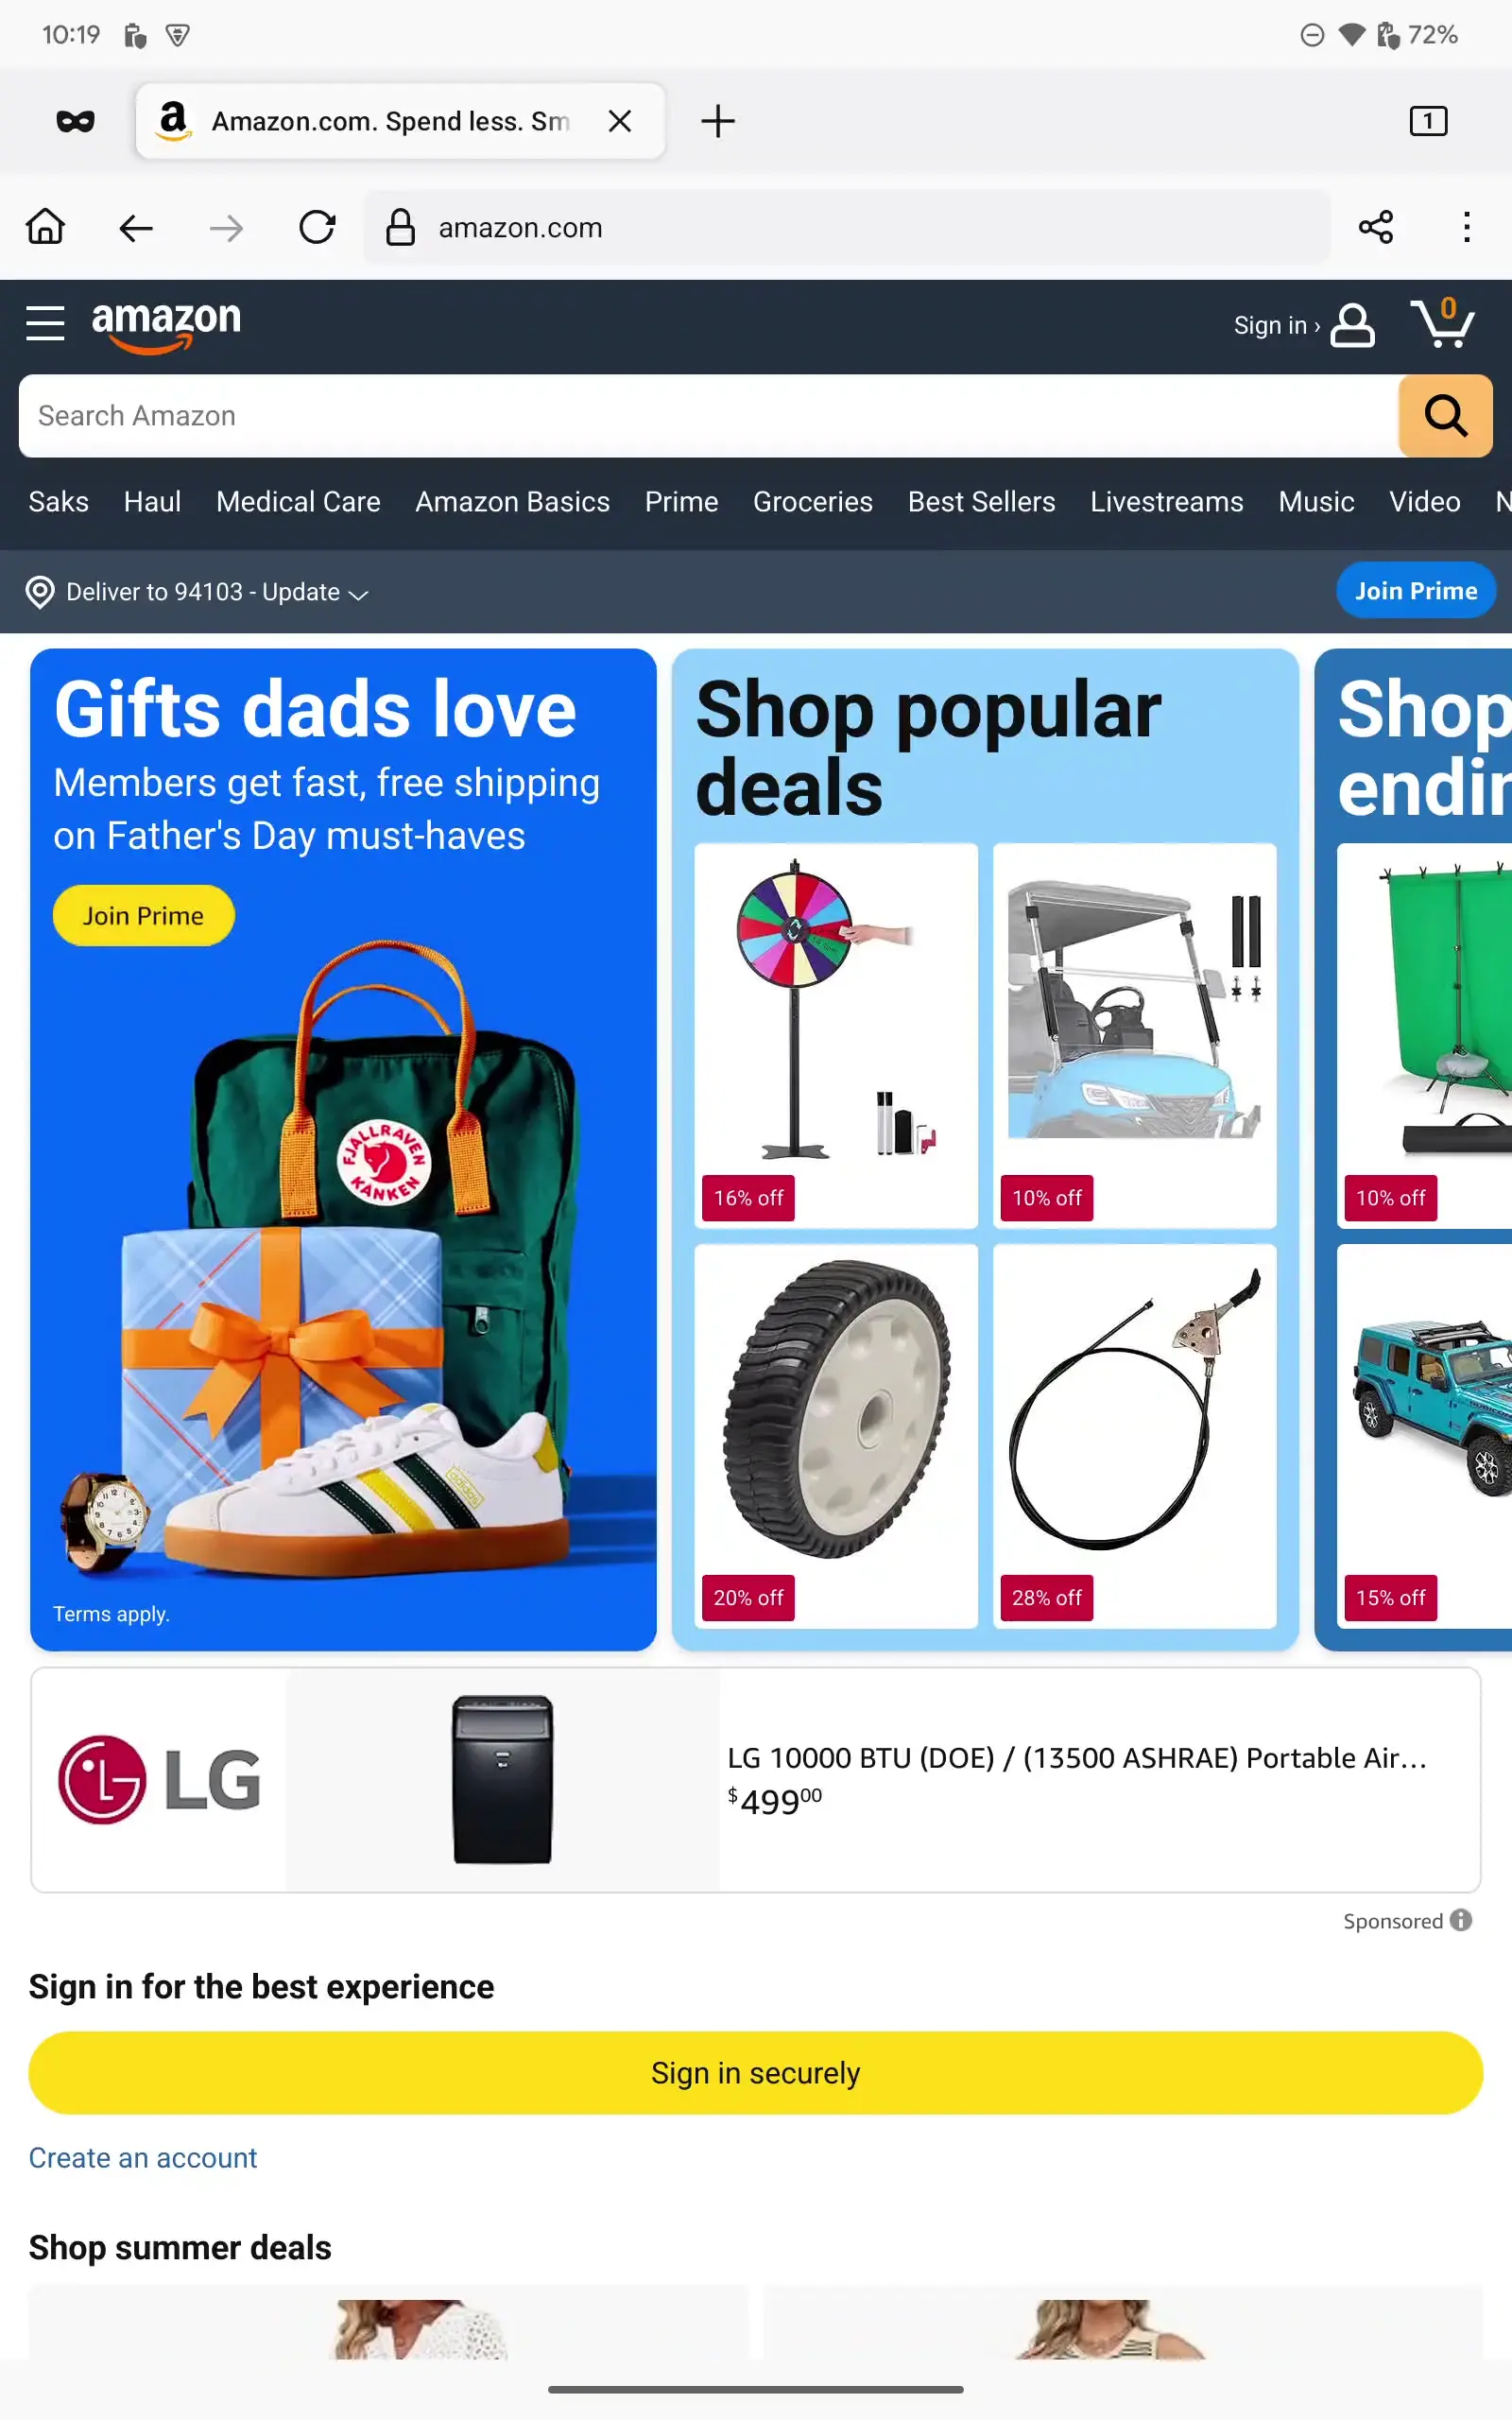 10:19
72%
Amazon.com. Spend less. Sm
1
amazon.com
amazon
Sign in ›
0
Search Amazon
Saks Haul Medical Care Amazon Basics Prime Groceries Best Sellers Livestreams Music Video N
Deliver to 94103 - Update
Join Prime
Gifts dads love
Members get fast, free shipping
on Father's Day must-haves
Join Prime
FJALLRAVEN
KANKEN
adidas
Terms apply.
Shop popular
deals
16% off
10% off
20% off
28% off
Shop
endin
10% off
15% off
LG
LG 10000 BTU (DOE) / (13500 ASHRAE) Portable Air…
$49900
Sponsored
Sign in for the best experience
Sign in securely
Create an account
Shop summer deals